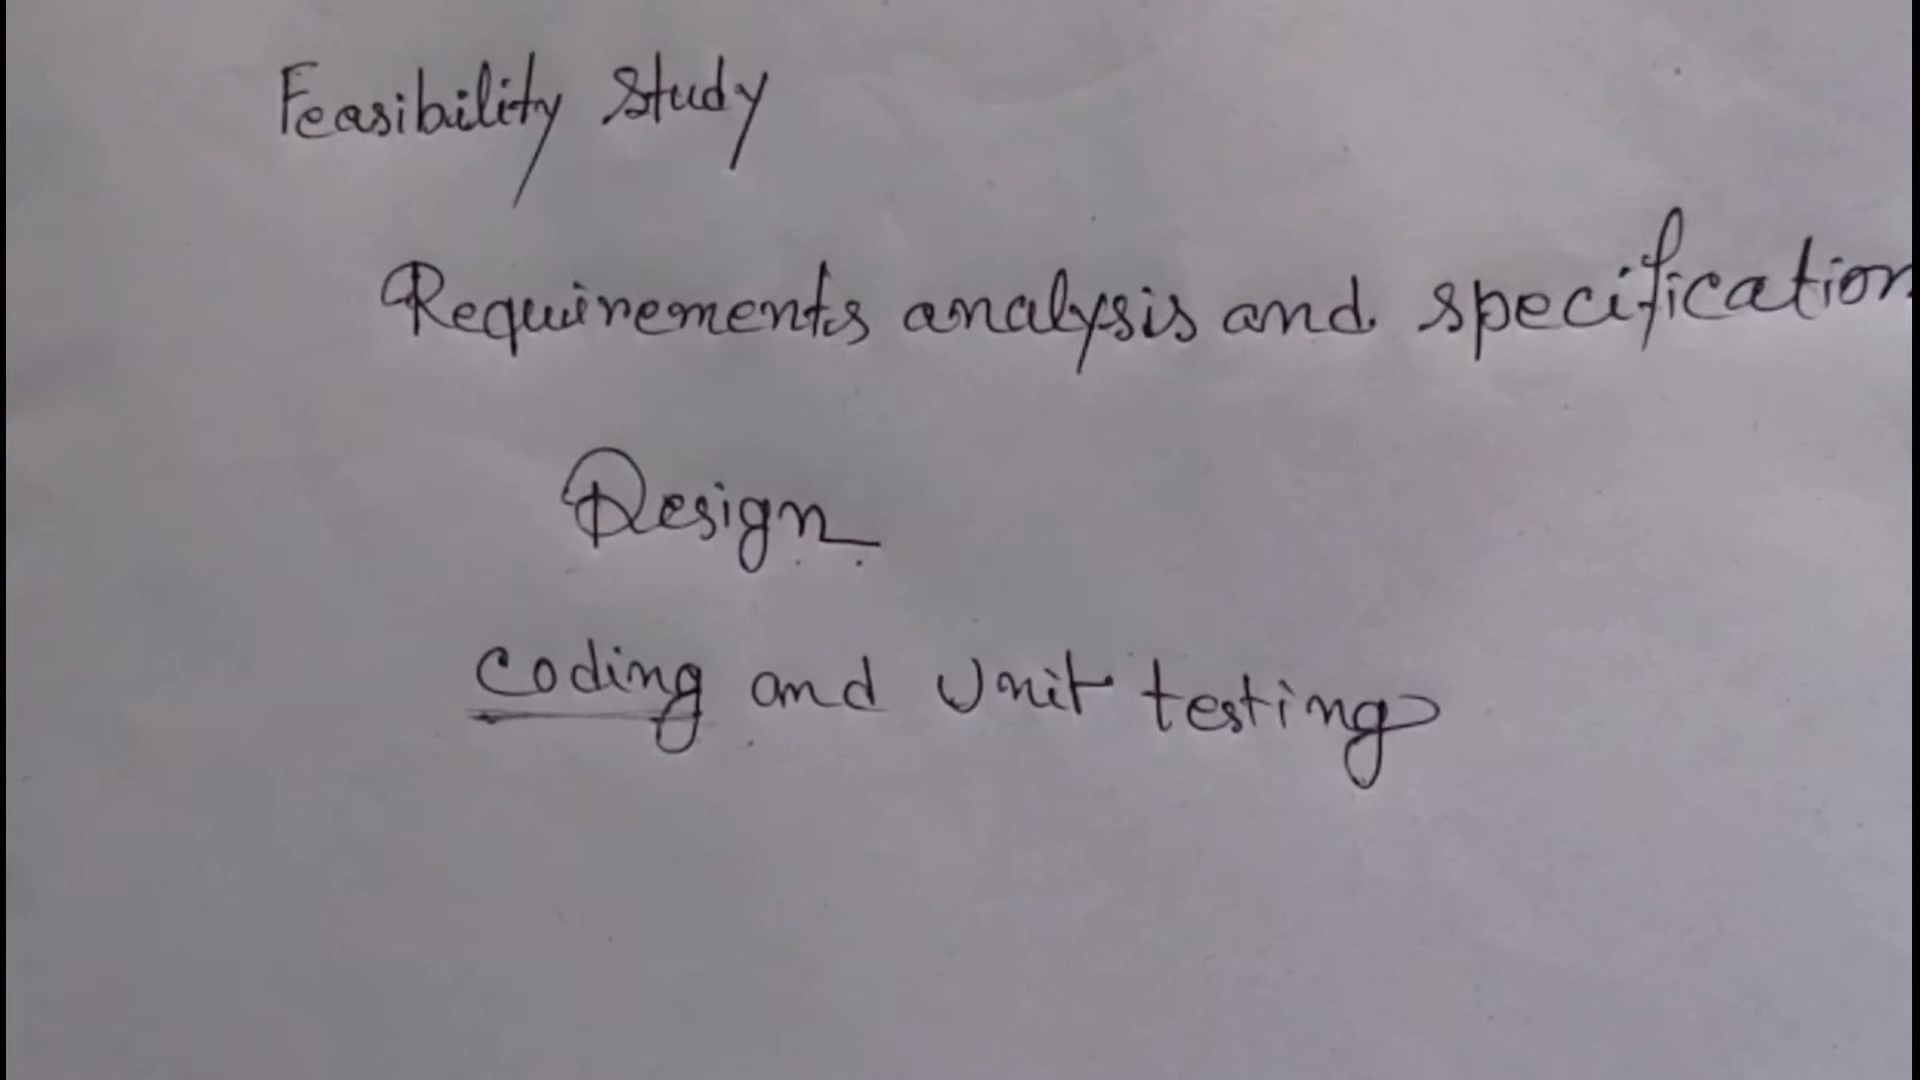 Feasibility Study
Requirements analysis and specification
Design
Coding and Unit testing